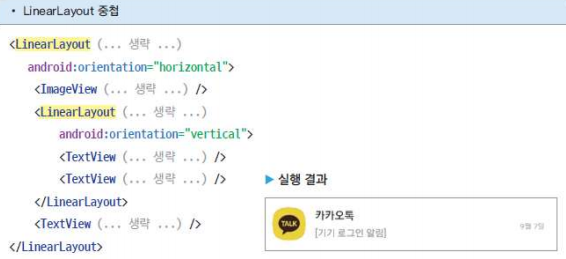 • LinearLayout 중첩
<LinearLayout (... 생략 ...)
android:orientation="horizontal">
<ImageView (... 생략 ...) />
<LinearLayout (... 생략 ...)
android:orientation="vertical">
<TextView (... 생략 ...) />
<TextView (... 생략 ...) />
</LinearLayout>
<TextView (... 생략 ...) />
</LinearLayout>
▶ 실행 결과
TALK
카카오톡
[기기 로그인 알림]
9월 7일